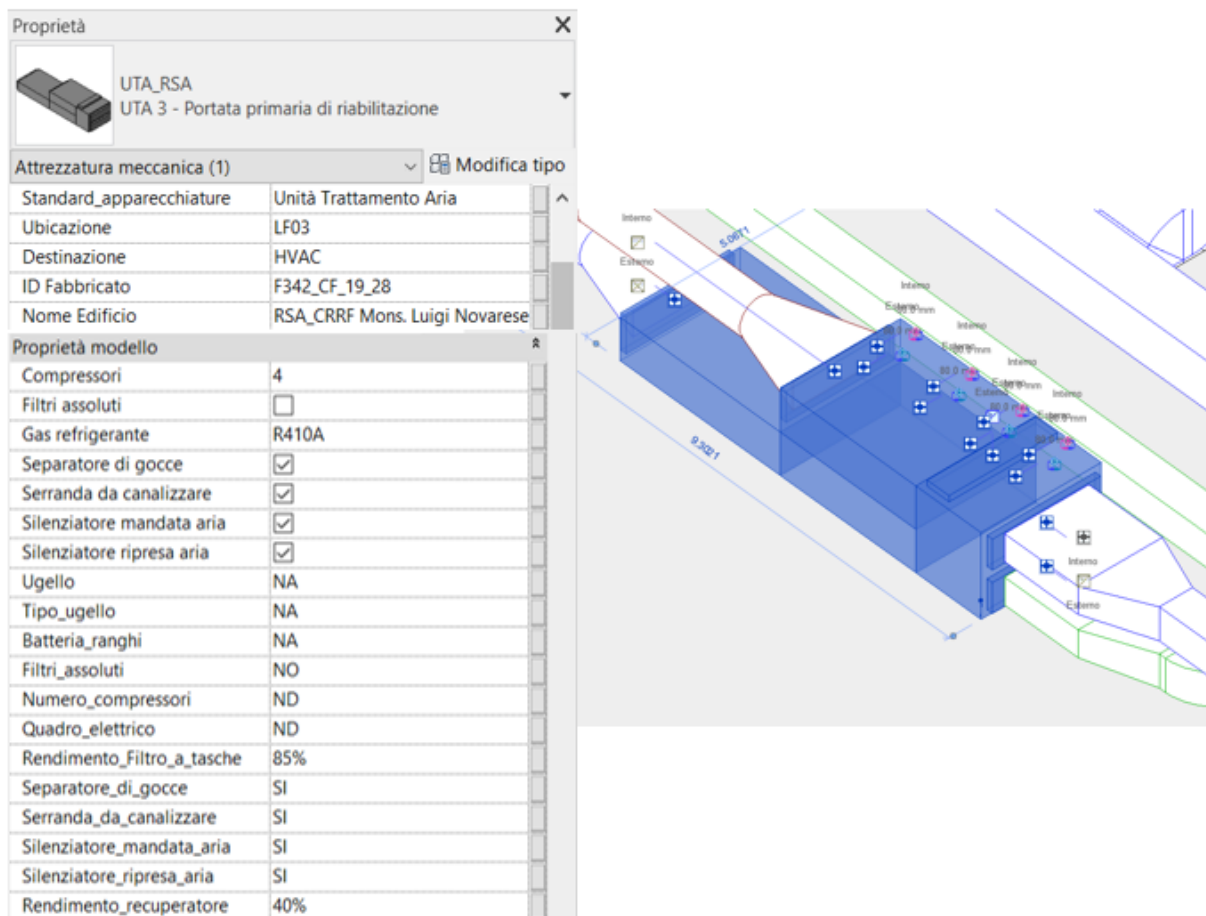 Proprietà
UTA_RSA
UTA 3 - Portata primaria di riabilitazione
Attrezzatura meccanica (1)
Modifica tipo
Standard_apparecchiature Unità Trattamento Aria
Ubicazione LF03
Destinazione HVAC
ID Fabbricato F342_CF_19_28
Nome Edificio RSA_CRRF Mons. Luigi Novarese
Proprietà modello
Compressori 4
Filtri assoluti
Gas refrigerante R410A
Separatore di gocce
Serranda da canalizzare
Silenziatore mandata aria
Silenziatore ripresa aria
Ugello NA
Tipo_ugello NA
Batteria_ranghi NA
Filtri_assoluti NO
Numero_compressori ND
Quadro_elettrico ND
Rendimento_Filtro_a_tasche 85%
Separatore_di_gocce SI
Serranda_da_canalizzare SI
Silenziatore_mandata_aria SI
Silenziatore_ripresa_aria SI
Rendimento_recuperatore 40%
Interno
Esterno
5.0671
9.3021
Interno
Interno
Interno
Interno
Interno
Esterno